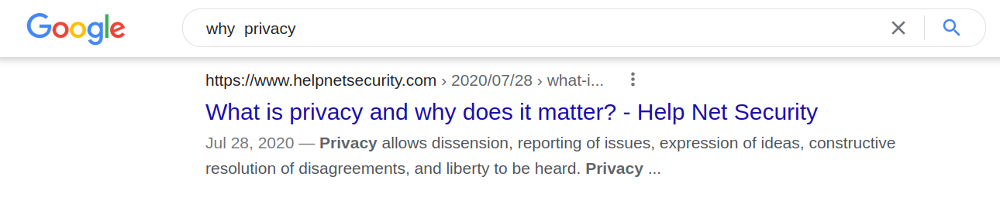 Google
why  privacy
https://www.helpnetsecurity.com › 2020/07/28 › what-i...
What is privacy and why does it matter? - Help Net Security
Jul 28, 2020 — Privacy allows dissension, reporting of issues, expression of ideas, constructive
resolution of disagreements, and liberty to be heard. Privacy ...